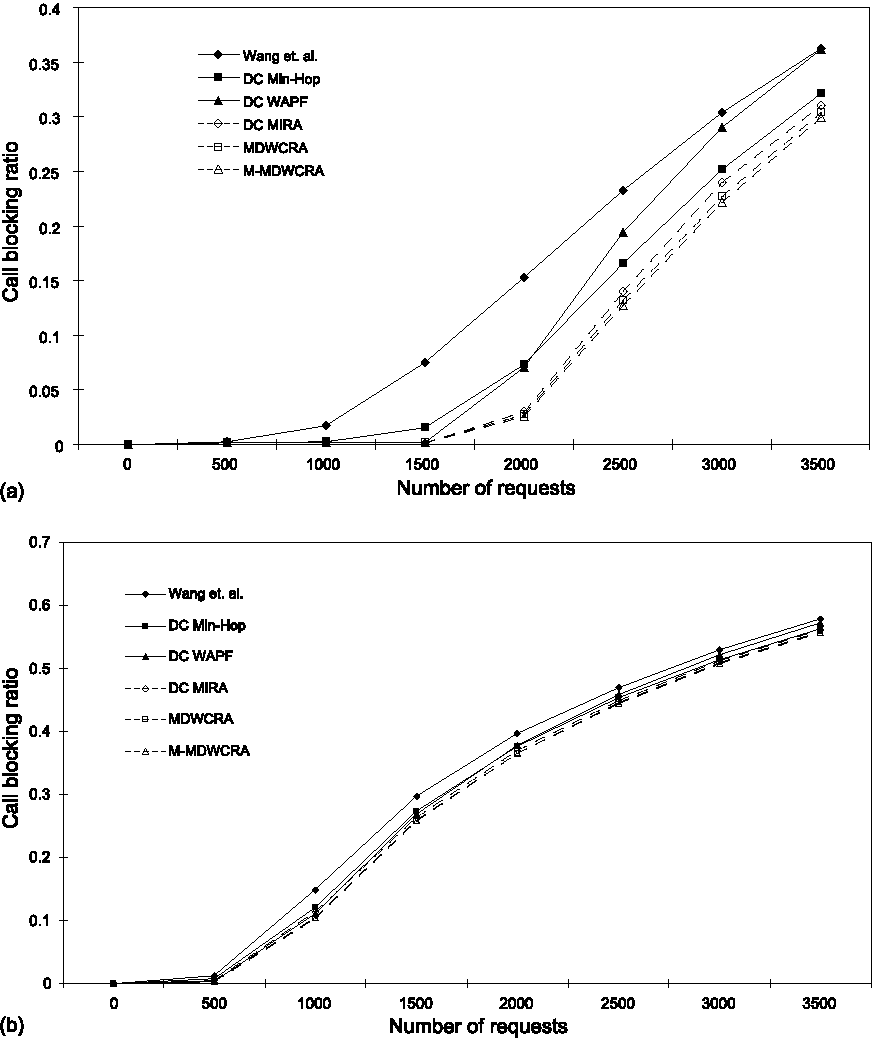 0.4
0.35
0.3
0.25
0.2
0.15
0.1
0.05
0
Call blocking ratio
Wang et. al.
DC Min-Hop
DC WAPF
DC MIRA
MDWCRA
M-MDWCRA
0 500 1000 1500 2000 2500 3000 3500
Number of requests
(a)
0.7
0.6
0.5
0.4
0.3
0.2
0.1
0
Call blocking ratio
Wang et. al.
DC Min-Hop
DC WAPF
DC MIRA
MDWCRA
M-MDWCRA
0 500 1000 1500 2000 2500 3000 3500
Number of requests
(b)